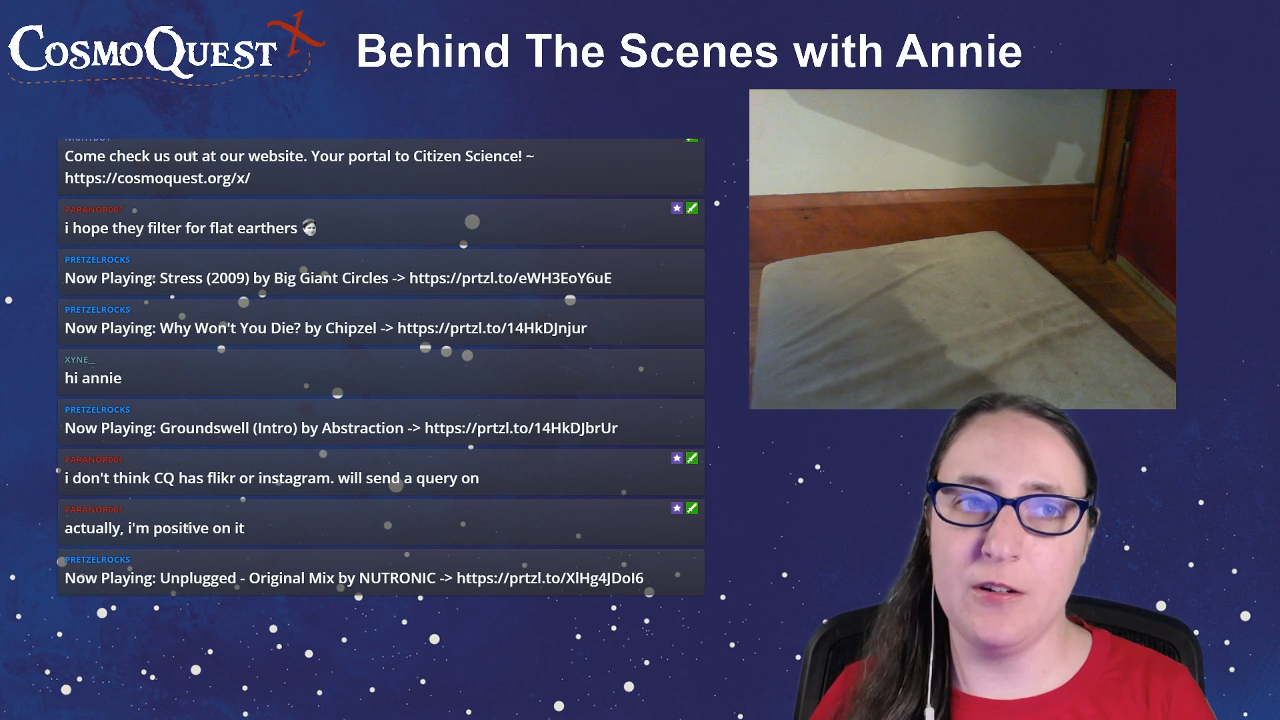 COSMOQUEST X
Behind The Scenes with Annie
Come check us out at our website. Your portal to Citizen Science! ~
https://cosmoquest.org/x/
PARANOR001
i hope they filter for flat earthers
PRETZELROCKS
Now Playing: Stress (2009) by Big Giant Circles -> https://prtzl.to/eWH3EoY6uE
PRETZELROCKS
Now Playing: Why Won't You Die? by Chipzel -> https://prtzl.to/14HkDJnjur
XYNE__
hi annie
PRETZELROCKS
Now Playing: Groundswell (Intro) by Abstraction -> https://prtzl.to/14HkDJbrUr
PARANOR001
i don't think CQ has flikr or instagram. will send a query on
PARANOR001
actually, i'm positive on it
PRETZELROCKS
Now Playing: Unplugged - Original Mix by NUTRONIC -> https://prtzl.to/XlHg4JDoI6